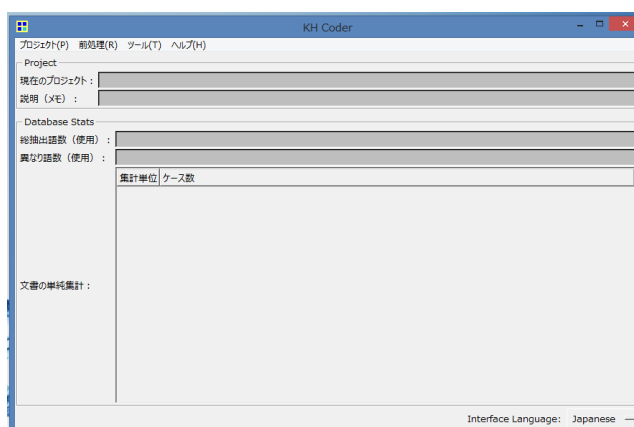 KH Coder
プロジェクト(P) 前処理(R) ツール(T) ヘルプ(H)
Project
現在のプロジェクト：
説明（メモ）：
Database Stats
総抽出語数（使用）：
異なり語数（使用）：
集計単位 ケース数
文書の単純集計：
Interface Language: Japanese